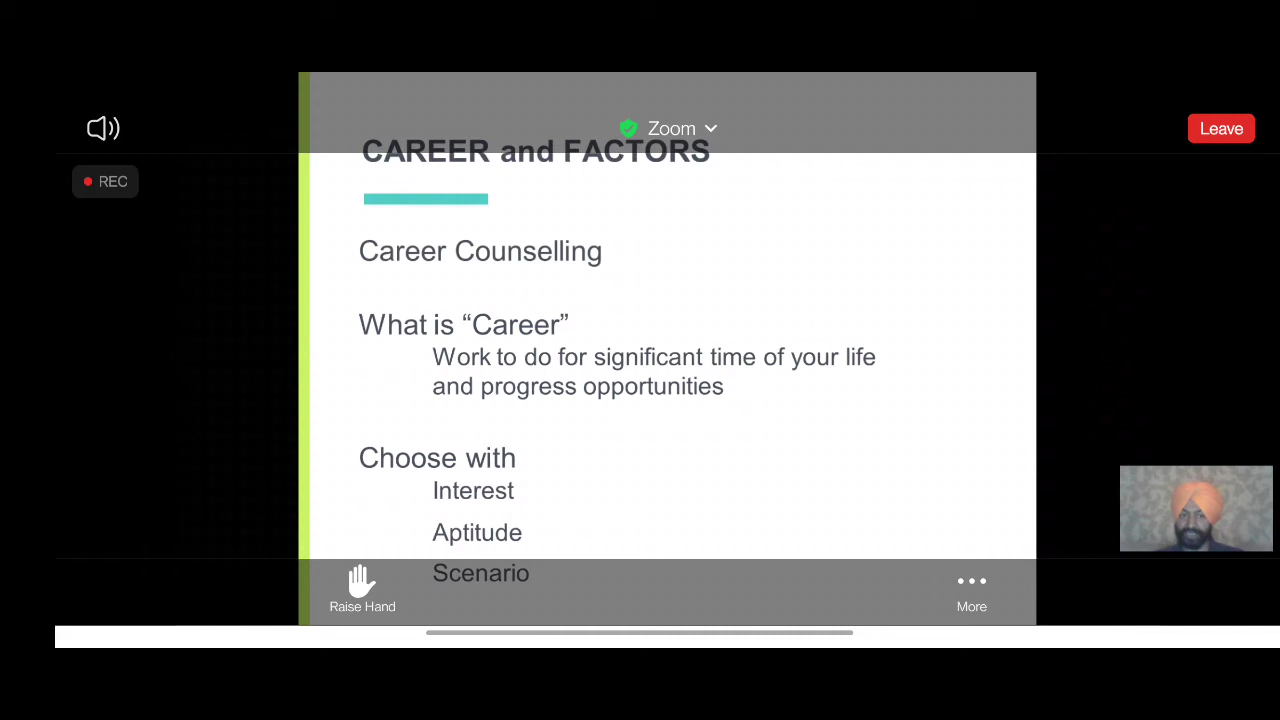 Zoom
Leave
CAREER and FACTORS
REC
Career Counselling
What is “Career”
Work to do for significant time of your life
and progress opportunities
Choose with
Interest
Aptitude
Scenario
Raise Hand
More